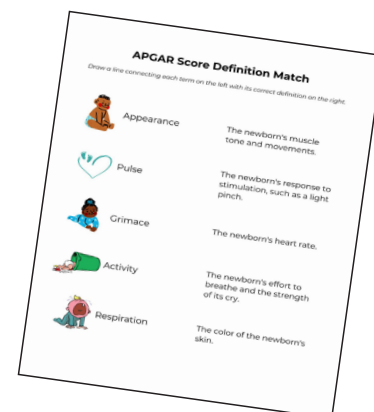 APGAR Score Definition Match
Draw a line connecting each term on the left with its correct definition on the right.
Appearance
The newborn's muscle
tone and movements.
Pulse
The newborn's response to
stimulation, such as a light
pinch.
Grimace
The newborn's heart rate.
Activity
The newborn's effort to
breathe and the strength
of its cry.
Respiration
The color of the newborn's
skin.